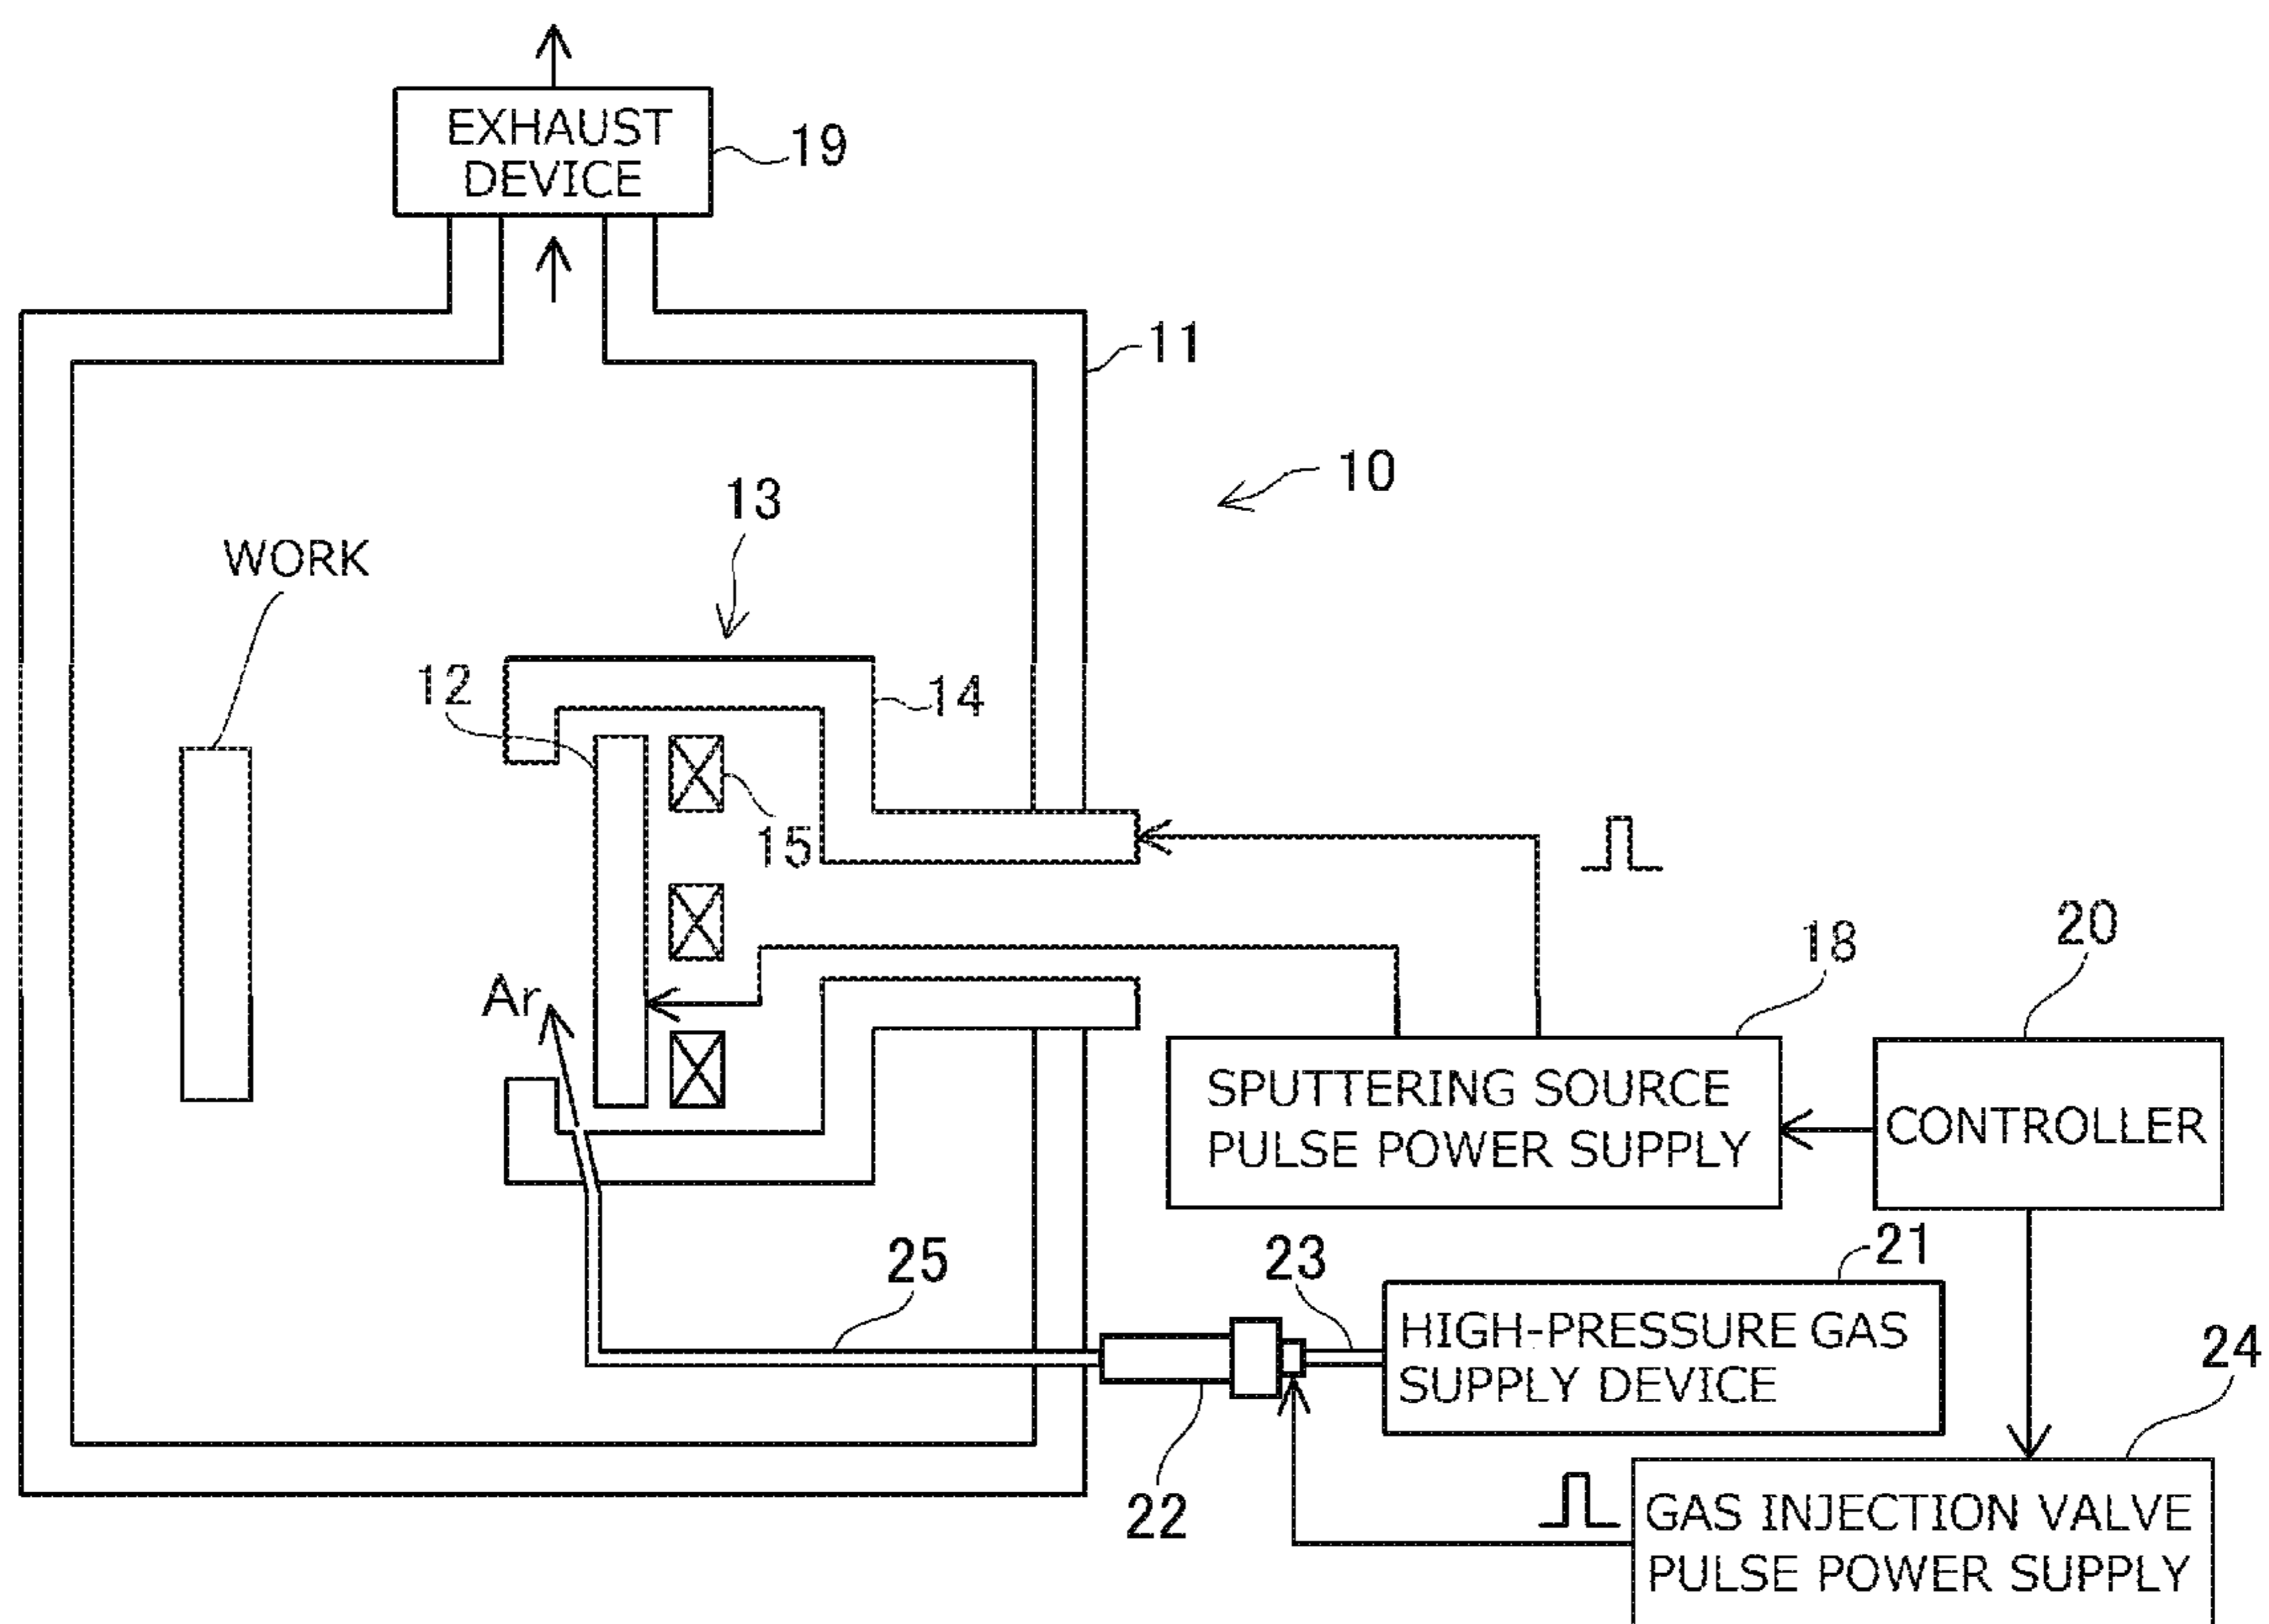 EXHAUST
DEVICE
19
11
10
13
WORK
12
14
15
18
20
Ar
SPUTTERING SOURCE
PULSE POWER SUPPLY
CONTROLLER
25
23
21
HIGH-PRESSURE GAS
SUPPLY DEVICE
24
22
GAS INJECTION VALVE
PULSE POWER SUPPLY